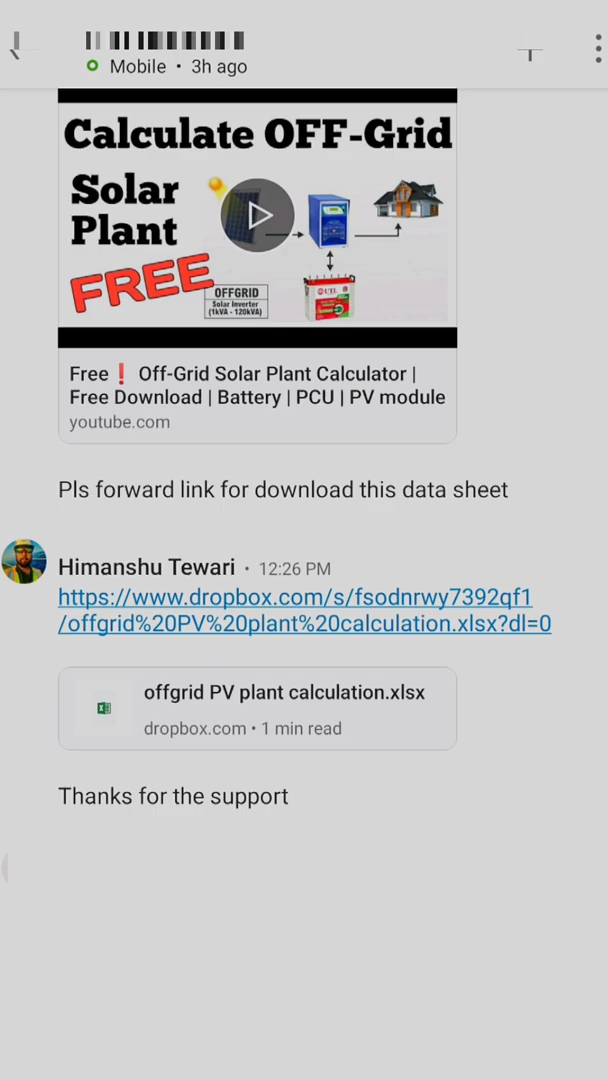 Mobile • 3h ago
Calculate OFF-Grid
Solar
Plant
FREE
OFFGRID
Solar Inverter
(1kVA - 120kVA)
UTL
Free❗ Off-Grid Solar Plant Calculator |
Free Download | Battery | PCU | PV module
youtube.com
Pls forward link for download this data sheet
Himanshu Tewari • 12:26 PM
https://www.dropbox.com/s/fsodnrwy7392qf1
/offgrid%20PV%20plant%20calculation.xlsx?dl=0
offgrid PV plant calculation.xlsx
dropbox.com • 1 min read
Thanks for the support